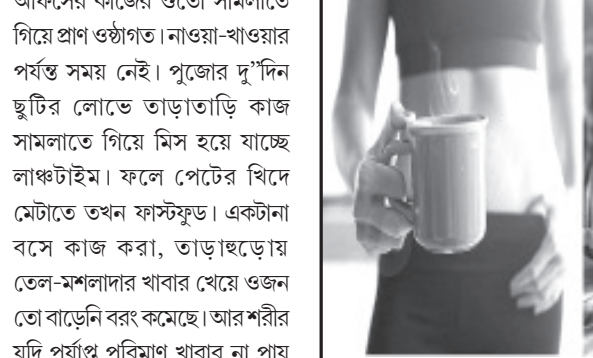 অফিসের কাজের গুঁতো সামলাতে
গিয়ে প্রাণ ওষ্ঠাগত। নাওয়া-খাওয়ার
পর্যন্ত সময় নেই। পুজোর দু”দিন
ছুটির লোভে তাড়াতাড়ি কাজ
সামলাতে গিয়ে মিস হয়ে যাচ্ছে
লাঞ্চটাইম। ফলে পেটের খিদে
মেটাতে তখন ফাস্টফুড। একটানা
বসে কাজ করা, তাড়াহুড়োয়
তেল-মশলাদার খাবার খেয়ে ওজন
তো বাড়েনি বরং কমেছে। আর শরীর
যদি পর্যাপ্ত পরিমাণ খাবার না পায়